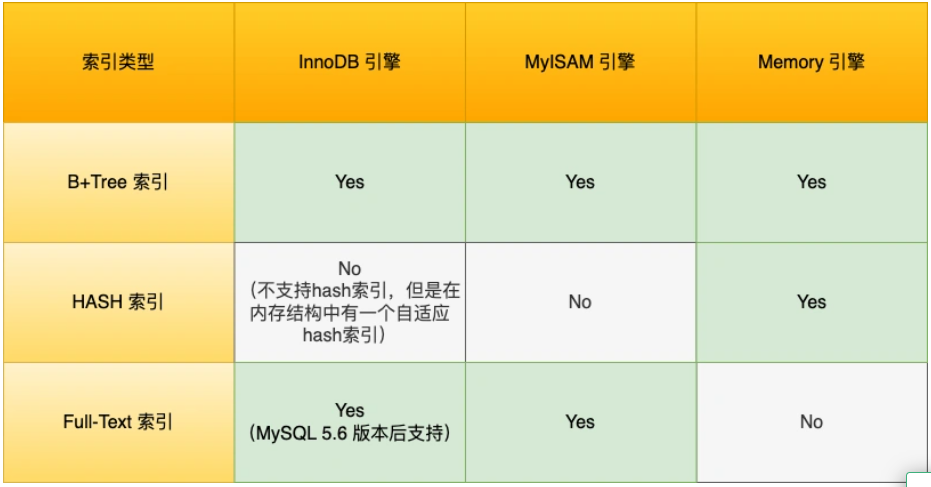 索引类型
InnoDB 引擎
MyISAM 引擎
Memory 引擎
B+Tree 索引
Yes
Yes
Yes
HASH 索引
No
（不支持hash索引，但是在
内存结构中有一个自适应
hash索引）
No
Yes
Full-Text 索引
Yes
（MySQL 5.6 版本后支持）
Yes
No